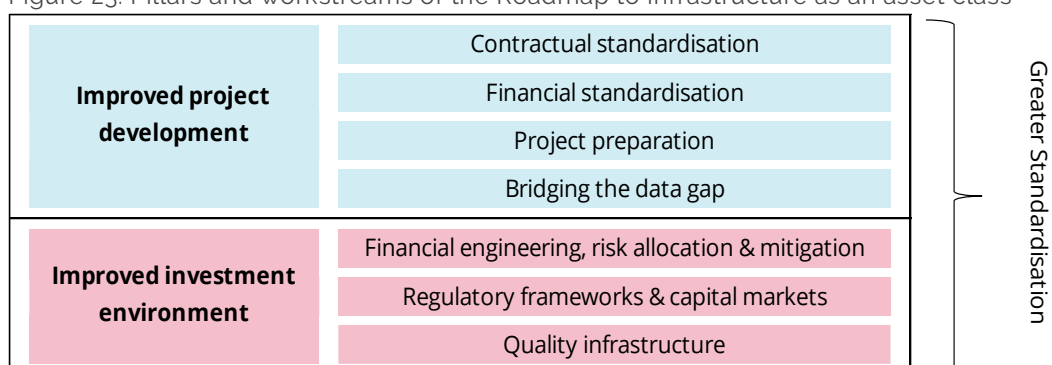 Figure 23: Pillars and workstreams of the Roadmap to Infrastructure as an asset class
Improved project
development
Contractual standardisation
Financial standardisation
Project preparation
Bridging the data gap
Improved investment
environment
Financial engineering, risk allocation & mitigation
Regulatory frameworks & capital markets
Quality infrastructure
Greater Standardisation